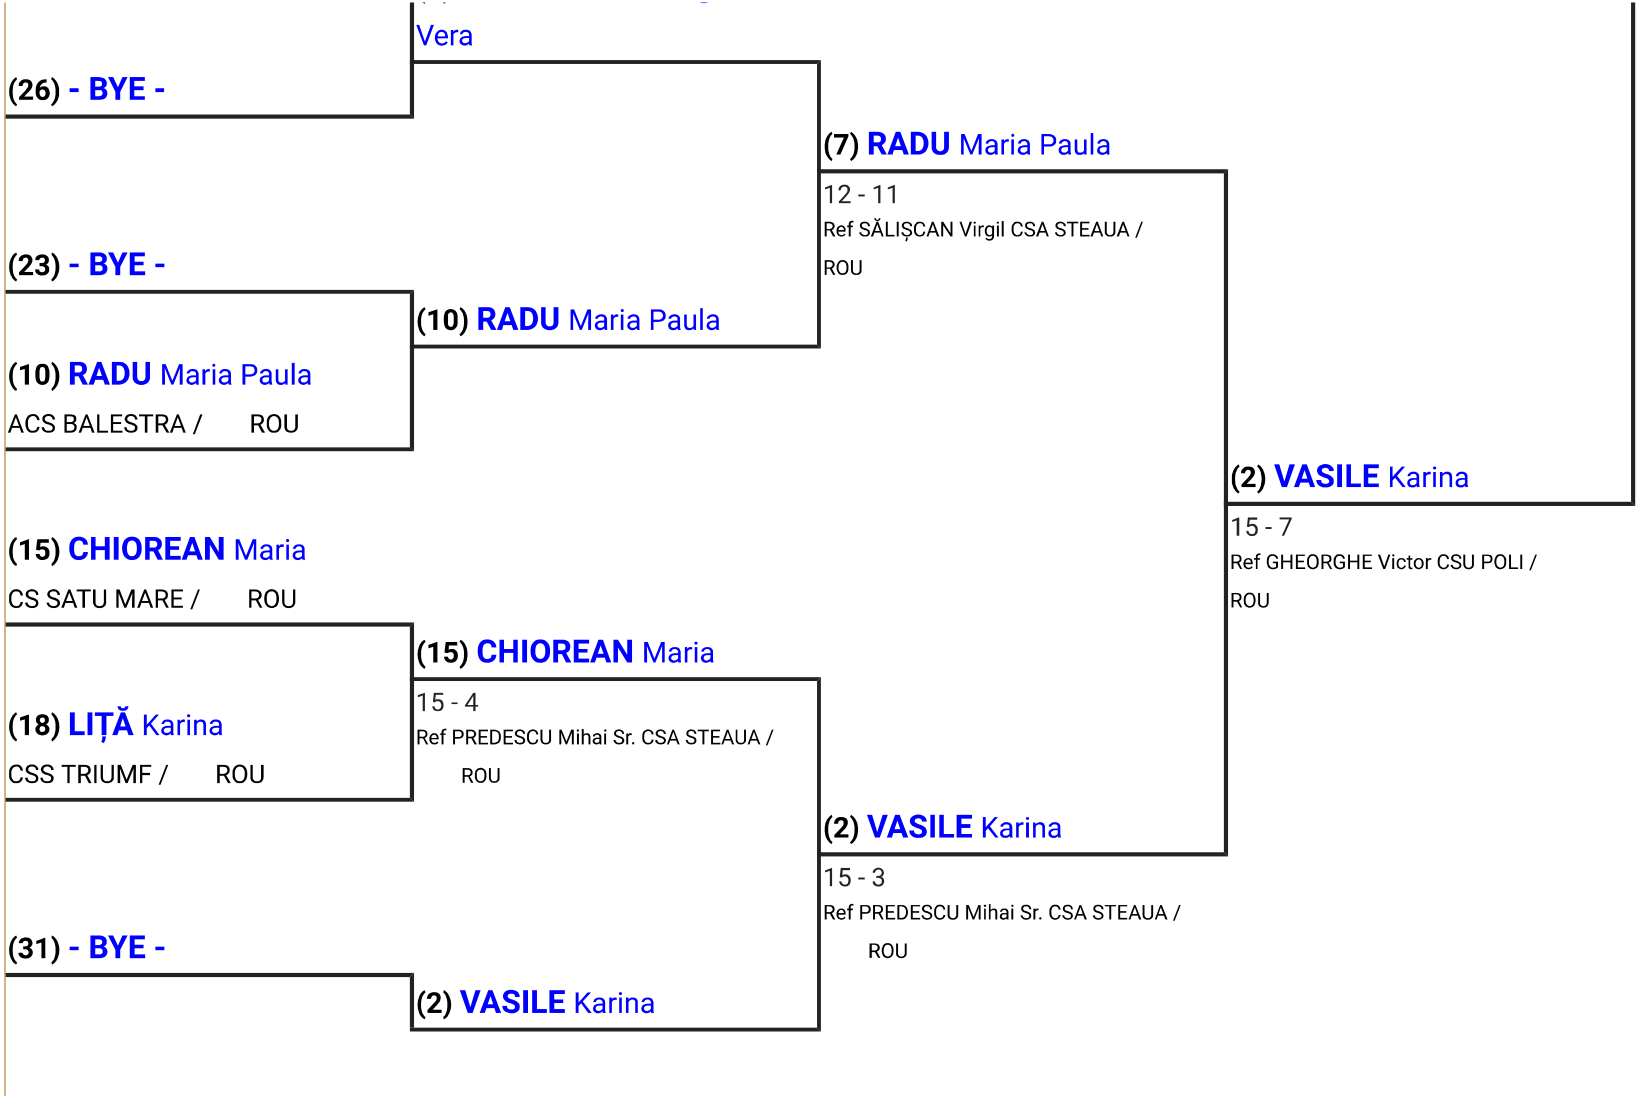 Vera
(26) - BYE -
(7) RADU Maria Paula
12 - 11
Ref SĂLIȘCAN Virgil CSA STEAUA /
ROU
(23) - BYE -
(10) RADU Maria Paula
(10) RADU Maria Paula
ACS BALESTRA / ROU
(2) VASILE Karina
15 - 7
Ref GHEORGHE Victor CSU POLI /
ROU
(15) CHIOREAN Maria
CS SATU MARE / ROU
(15) CHIOREAN Maria
15 - 4
Ref PREDESCU Mihai Sr. CSA STEAUA /
ROU
(18) LIȚĂ Karina
CSS TRIUMF / ROU
(2) VASILE Karina
15 - 3
Ref PREDESCU Mihai Sr. CSA STEAUA /
ROU
(31) - BYE -
(2) VASILE Karina